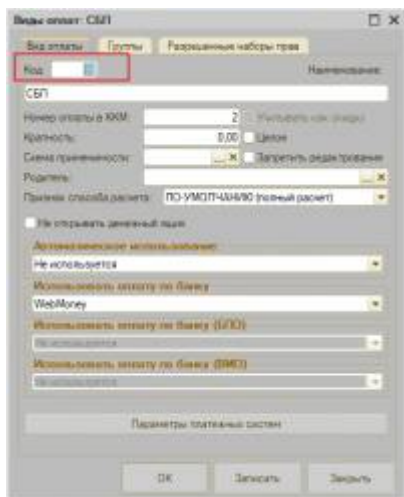 Виды оплат: СБП
Вид оплаты Группы Разрешенные наборы прав
Код: Наименование:
СБП
Номер оплаты в ККМ: 2 Учитывать как скидку
Кратность: 0,00 Целое
Схема применимости: ... × Запретить редактирование
Родитель: ... ×
Признак способа расчета: ПО-УМОЛЧАНИЮ (полный расчет)
Не открывать денежный ящик
Автоматическое использование
Не используется
Использовать оплату по банку
WebMoney
Использовать оплату по банку (БПО)
Не используется
Использовать оплату по банку (ВМО)
Не используется
Параметры платежных систем
OK Записать Закрыть